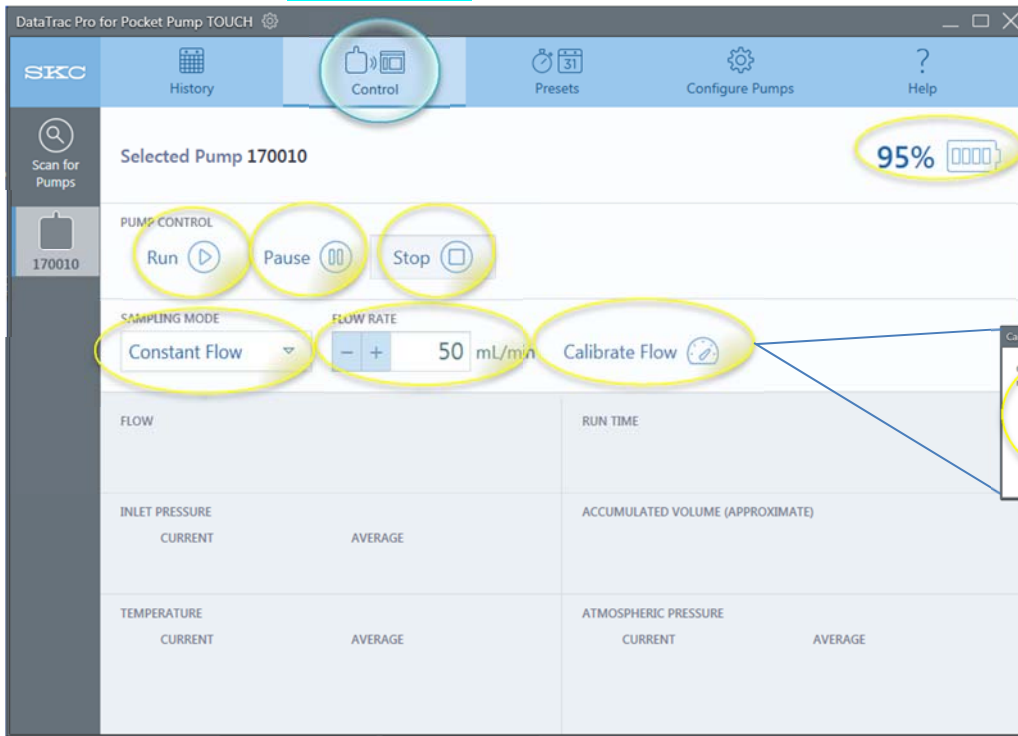 DataTrac Pro for Pocket Pump TOUCH
SKC
History
Control
31
Presets
Configure Pumps
?
Help
Scan for
Pumps
170010
Selected Pump 170010
95%
PUMP CONTROL
Run
Pause
Stop
SAMPLING MODE
FLOW RATE
Constant Flow
- +
50 mL/min
Calibrate Flow
Ca
FLOW
RUN TIME
INLET PRESSURE
CURRENT AVERAGE
ACCUMULATED VOLUME (APPROXIMATE)
TEMPERATURE
CURRENT AVERAGE
ATMOSPHERIC PRESSURE
CURRENT AVERAGE